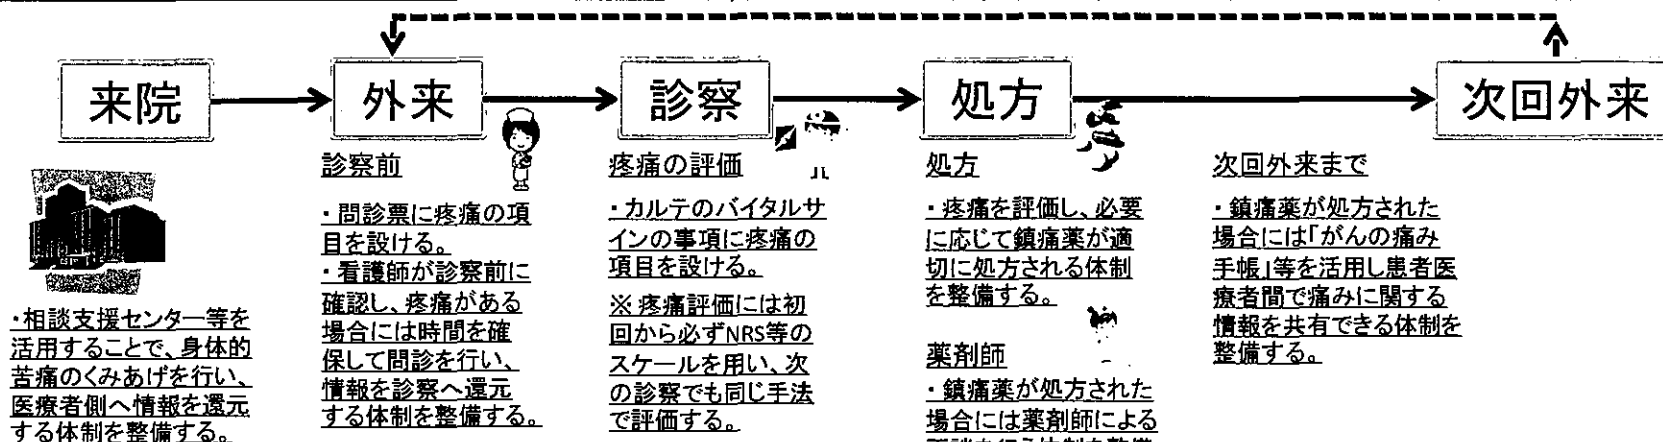 来院
外来
診察
処方
次回外来
・相談支援センター等を
活用することで、身体的
苦痛のくみあげを行い、
医療者側へ情報を還元
する体制を整備する。
診察前
・問診票に疼痛の項
目を設ける。
・看護師が診察前に
確認し、疼痛がある
場合には時間を確
保して問診を行い、
情報を診察へ還元
する体制を整備する。
疼痛の評価
・カルテのバイタルサ
インの事項に疼痛の
項目を設ける。
※疼痛評価には初
回から必ずNRS等の
スケールを用い、次
の診察でも同じ手法
で評価する。
処方
・疼痛を評価し、必要
に応じて鎮痛薬が適
切に処方される体制
を整備する。
薬剤師
・鎮痛薬が処方された
場合には薬剤師による
次回外来まで
・鎮痛薬が処方された
場合には「がんの痛み
手帳」等を活用し患者医
療者間で痛みに関する
情報を共有できる体制を
整備する。